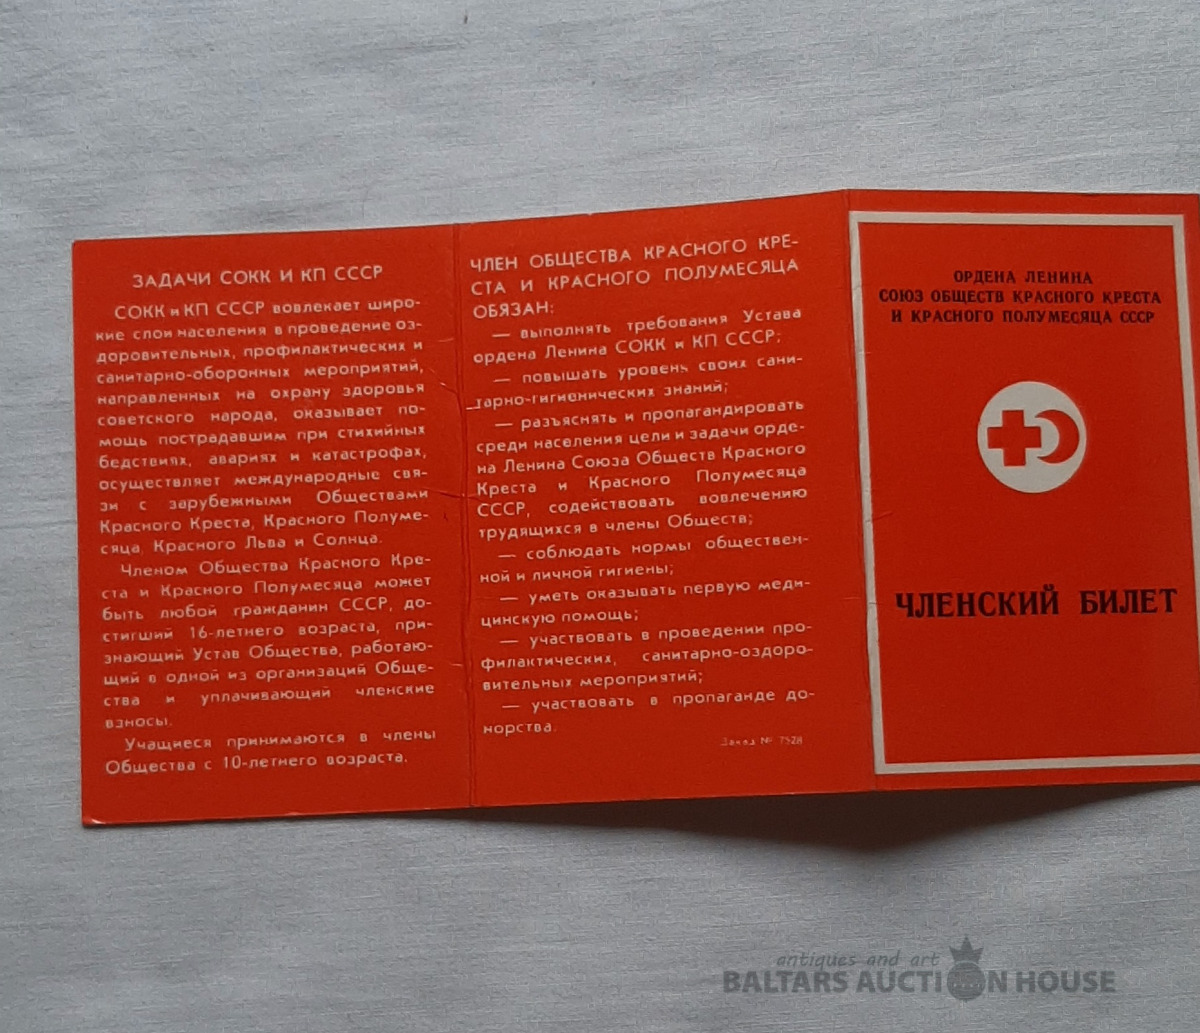 ЗАДАЧИ СОКК И КП СССР
СОКК и КП СССР вовлекает широ-
кие слои населения в проведение оз-
доровительных, профилактических и
санитарно-оборонных мероприятий,
направленных на охрану здоровья
советского народа, оказывает по-
мощь пострадавшим при стихийных
бедствиях, авариях и катастрофах,
осуществляет международные свя-
зи с зарубежными Обществами
Красного Креста, Красного Полуме-
сяца, Красного Льва и Солнца.
Членом Общества Красного Кре-
ста и Красного Полумесяца может
быть любой гражданин СССР, до-
стигший 16-летнего возраста, при-
знающий Устав Общества, работаю-
щий в одной из организаций Обще-
ства и уплачивающий членские
взносы.
Учащиеся принимаются в члены
Общества с 10-летнего возраста.
ЧЛЕН ОБЩЕСТВА КРАСНОГО КРЕ-
СТА И КРАСНОГО ПОЛУМЕСЯЦА
ОБЯЗАН:
— выполнять требования Устава
ордена Ленина СОКК и КП СССР;
— повышать уровень своих сани-
тарно-гигиенических знаний;
— разъяснять и пропагандировать
среди населения цели и задачи орде-
на Ленина Союза Обществ Красного
Креста и Красного Полумесяца
СССР, содействовать вовлечению
трудящихся в члены Обществ;
— соблюдать нормы обществен-
ной и личной гигиены;
— уметь оказывать первую меди-
цинскую помощь;
— участвовать в проведении про-
филактических, санитарно-оздоро-
вительных мероприятий;
— участвовать в пропаганде до-
норства.
Заказ № 7528
ОРДЕНА ЛЕНИНА
СОЮЗ ОБЩЕСТВ КРАСНОГО КРЕСТА
И КРАСНОГО ПОЛУМЕСЯЦА СССР
ЧЛЕНСКИЙ БИЛЕТ
antiques and art
BALTARS AUCTION HOUSE